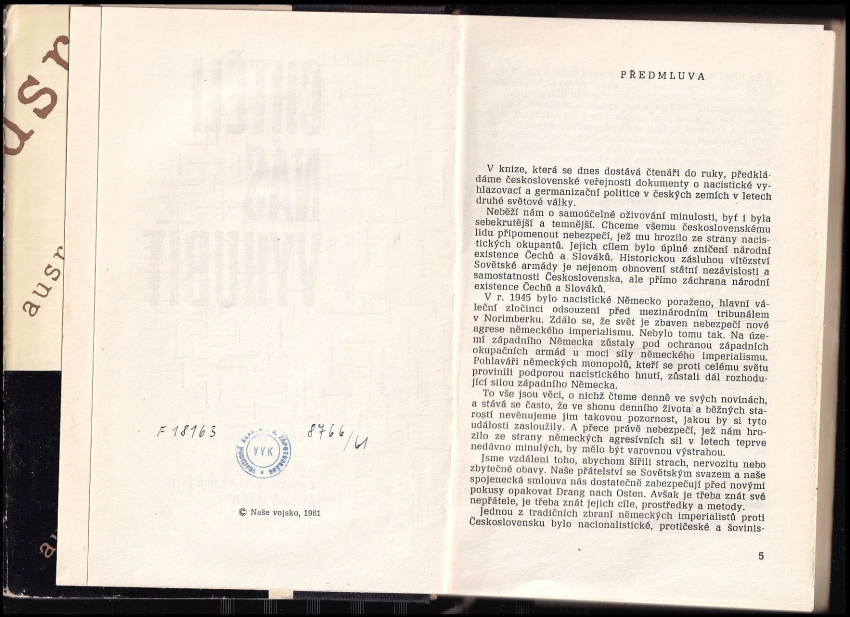 ausr
ausr
au
CHTĚLI
NÁS
VYHUBIT
F 18163
8766/61
VVK
© Naše vojsko, 1961
PŘEDMLUVA
V knize, která se dnes dostává čtenáři do ruky, předklá-
dáme československé veřejnosti dokumenty o nacistické vy-
hlazovací a germanizační politice v českých zemích v letech
druhé světové války.
Neběží nám o samoúčelné oživování minulosti, byť i byla
sebekrutější a temnější. Chceme všemu československému
lidu připomenout nebezpečí, jež mu hrozilo ze strany nacis-
tických okupantů. Jejich cílem bylo úplné zničení národní
existence Čechů a Slováků. Historickou zásluhou vítězství
Sovětské armády je nejenom obnovení státní nezávislosti a
samostatnosti Československa, ale přímo záchrana národní
existence Čechů a Slováků.
V r. 1945 bylo nacistické Německo poraženo, hlavní vá-
leční zločinci odsouzeni před mezinárodním tribunálem
v Norimberku. Zdálo se, že svět je zbaven nebezpečí nové
agrese německého imperialismu. Nebylo tomu tak. Na úze-
mí západního Německa zůstaly pod ochranou západních
okupačních armád u moci síly německého imperialismu.
Pohlaváři německých monopolů, kteří se proti celému světu
provinili podporou nacistického hnutí, zůstali dál rozhodu-
jící silou západního Německa.
To vše jsou věci, o nichž čteme denně ve svých novinách,
a stává se často, že ve shonu denního života a běžných sta-
rostí nevěnujeme jim takovou pozornost, jakou by si tyto
události zasloužily. A přece právě nebezpečí, jež nám hro-
zilo ze strany německých agresívních sil v letech teprve
nedávno minulých, by mělo být varovnou výstrahou.
Jsme vzdáleni toho, abychom šířili strach, nervozitu nebo
zbytečné obavy. Naše přátelství se Sovětským svazem a naše
spojenecká smlouva nás dostatečně zabezpečují před novými
pokusy opakovat Drang nach Osten. Avšak je třeba znát své
nepřátele, je třeba znát jejich cíle, prostředky a metody.
Jednou z tradičních zbraní německých imperialistů proti
Československu bylo nacionalistické, protičeské a šovinis-
5